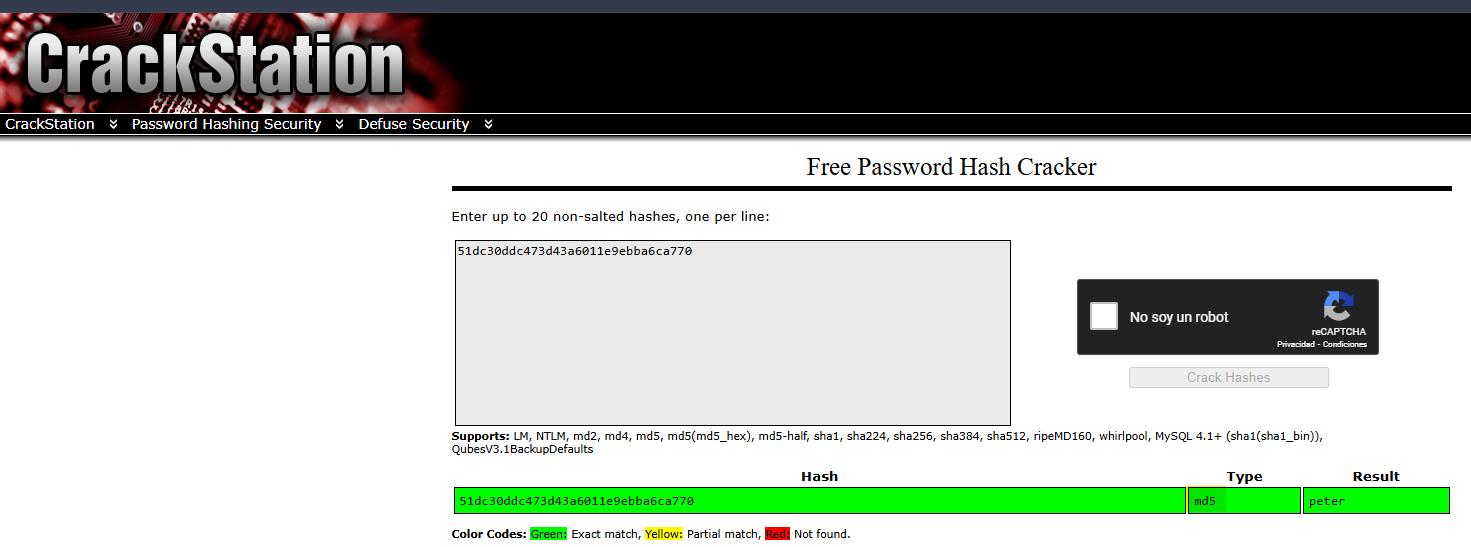 CrackStation
CrackStation Password Hashing Security Defuse Security
Free Password Hash Cracker
Enter up to 20 non-salted hashes, one per line:
51dc30ddc473d43a6011e9ebba6ca770
No soy un robot
reCAPTCHA
Privacidad - Condiciones
Crack Hashes
Supports: LM, NTLM, md2, md4, md5, md5(md5_hex), md5-half, sha1, sha224, sha256, sha384, sha512, ripeMD160, whirlpool, MySQL 4.1+ (sha1(sha1_bin)),
QubesV3.1BackupDefaults
Hash Type Result
51dc30ddc473d43a6011e9ebba6ca770 md5 peter
Color Codes: Green: Exact match, Yellow: Partial match, Red: Not found.